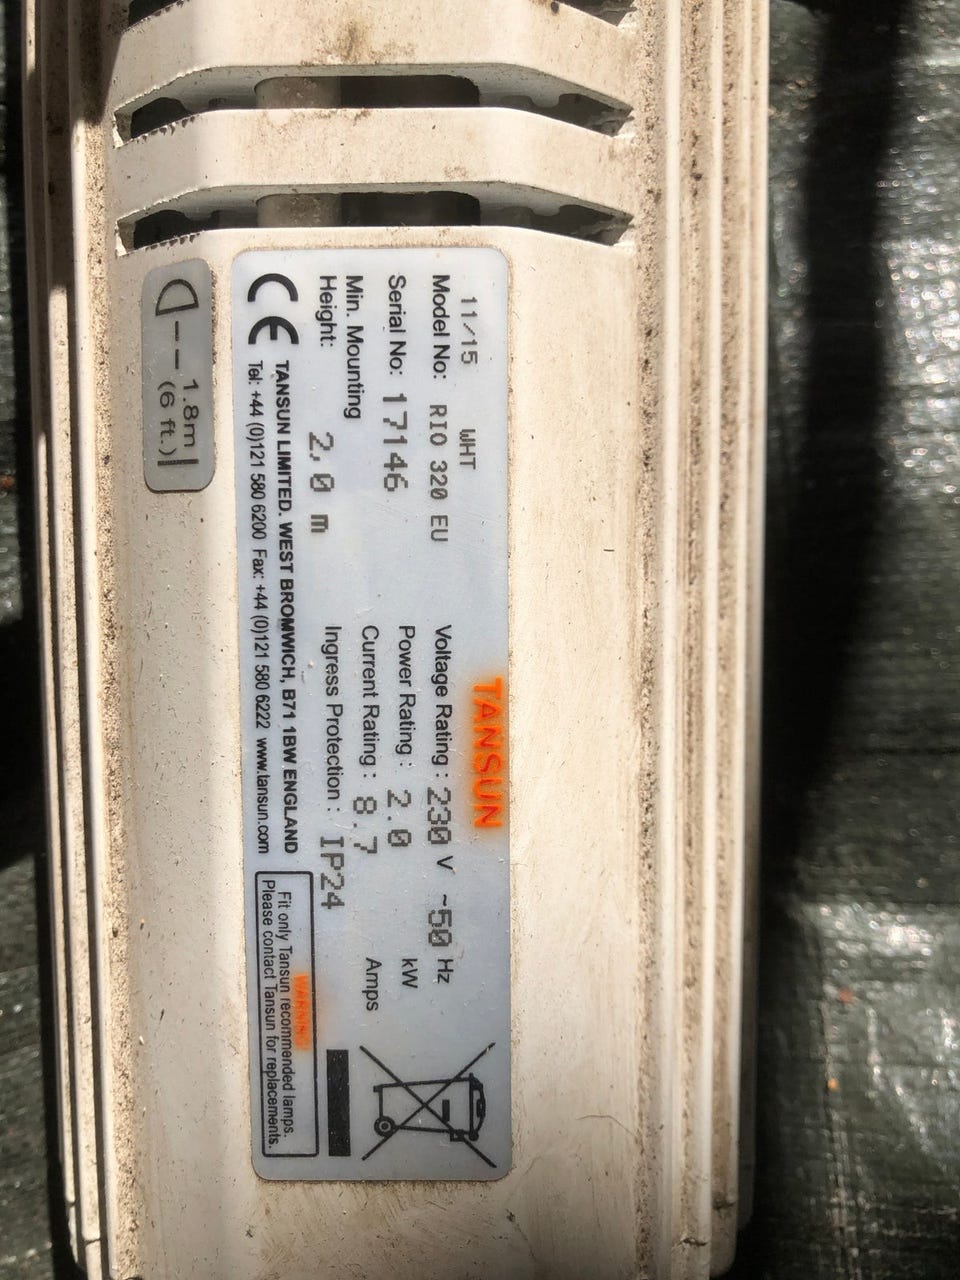 TANSUN
11/15 WHT
Model No: RIO 320 EU
Serial No: 17146
Min. Mounting
Height: 2,0 m
Voltage Rating : 230 V ~50 Hz
Power Rating : 2.0 kW
Current Rating : 8.7 Amps
Ingress Protection : IP24
CE
TANSUN LIMITED. WEST BROMWICH, B71 1BW ENGLAND
Tel: +44 (0)121 580 6200 Fax: +44 (0)121 580 6222 www.tansun.com
WARNING
Fit only Tansun recommended lamps.
Please contact Tansun for replacements.
1.8m
(6 ft.)